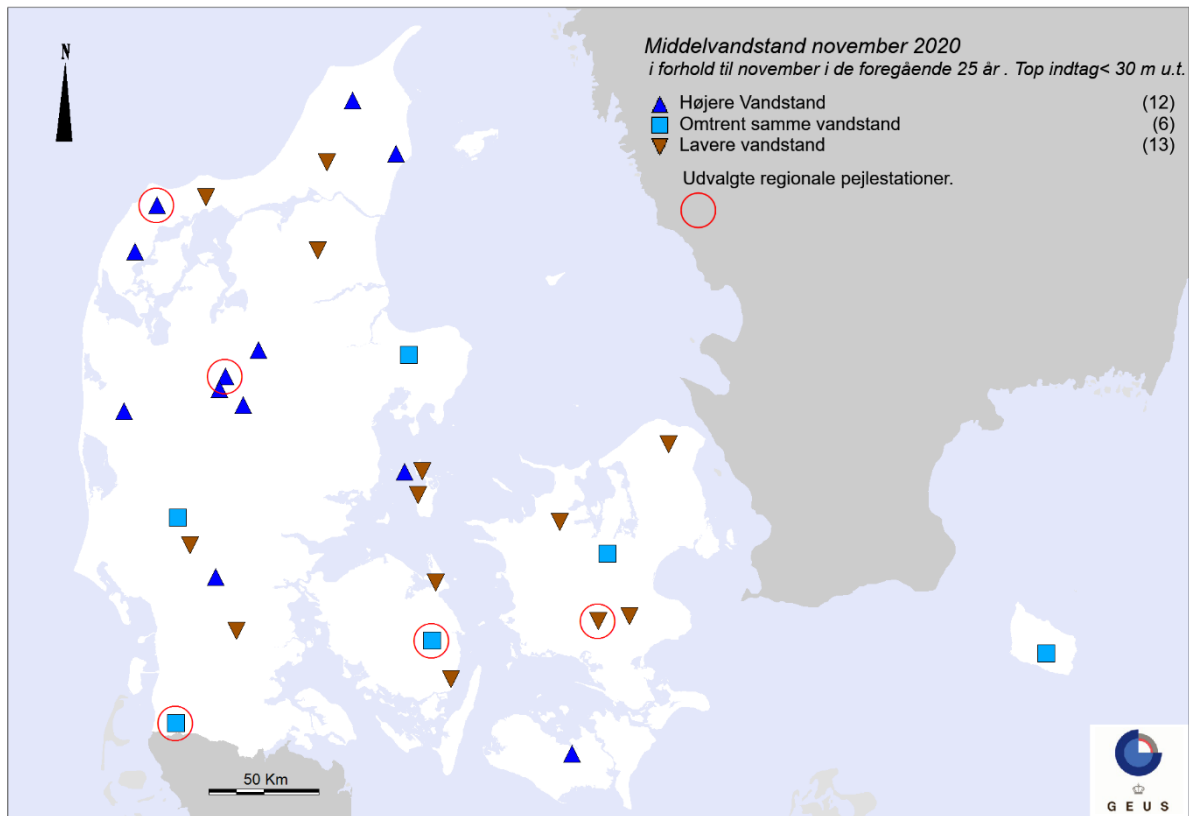 N
Middelvandstand november 2020
i forhold til november i de foregående 25 år . Top indtag< 30 m u.t.
Højere Vandstand (12)
Omtrent samme vandstand (6)
Lavere vandstand (13)
Udvalgte regionale pejlestationer.
50 Km
G E U S